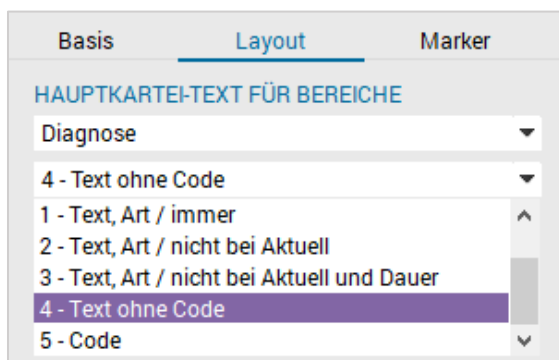 Basis Layout Marker
HAUPTKARTEI-TEXT FÜR BEREICHE
Diagnose
4 - Text ohne Code
1 - Text, Art / immer
2 - Text, Art / nicht bei Aktuell
3 - Text, Art / nicht bei Aktuell und Dauer
4 - Text ohne Code
5 - Code